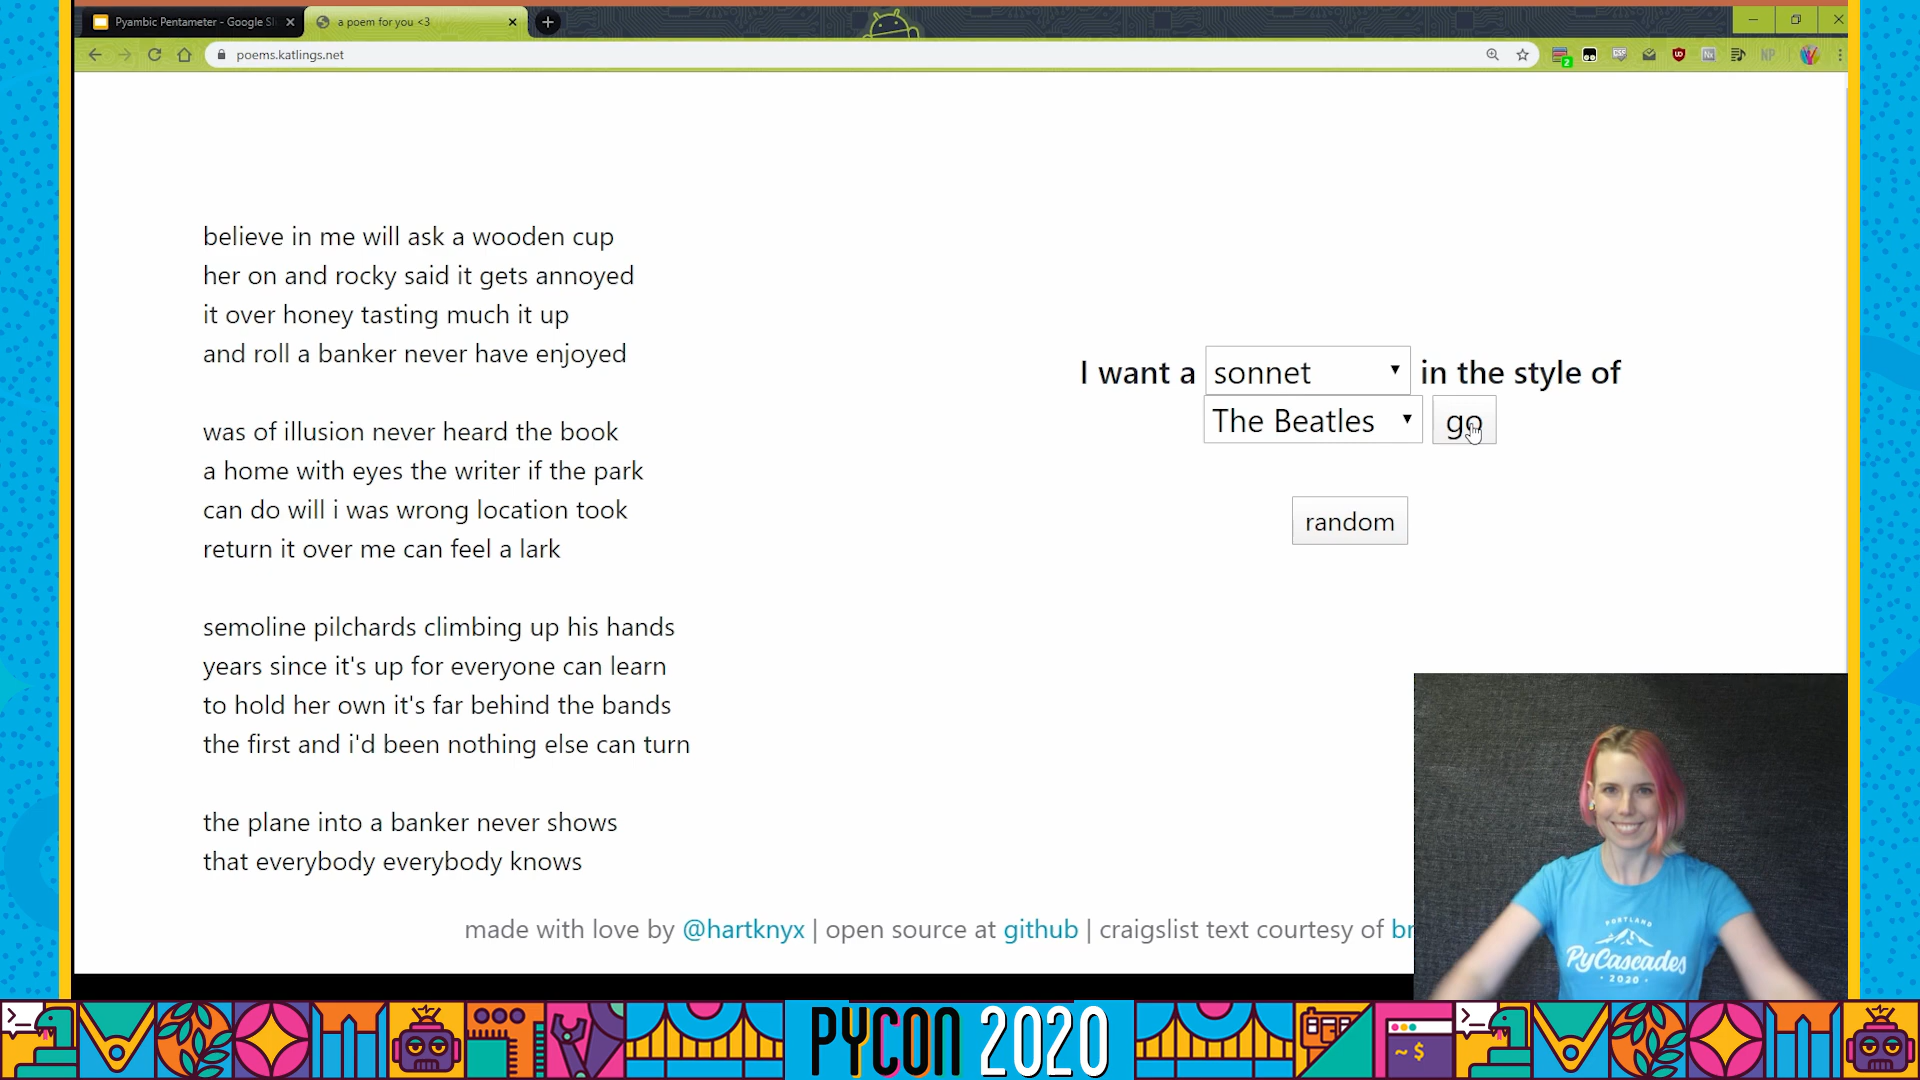 Pyambic Pentameter - Google Sl
a poem for you <3
poems.katlings.net
believe in me will ask a wooden cup
her on and rocky said it gets annoyed
it over honey tasting much it up
and roll a banker never have enjoyed
was of illusion never heard the book
a home with eyes the writer if the park
can do will i was wrong location took
return it over me can feel a lark
semoline pilchards climbing up his hands
years since it's up for everyone can learn
to hold her own it's far behind the bands
the first and i'd been nothing else can turn
the plane into a banker never shows
that everybody everybody knows
I want a sonnet in the style of
The Beatles go
random
made with love by @hartknyx | open source at github | craigslist text courtesy of br
PORTLAND
PyCascades
2020
PYCON 2020
~ $